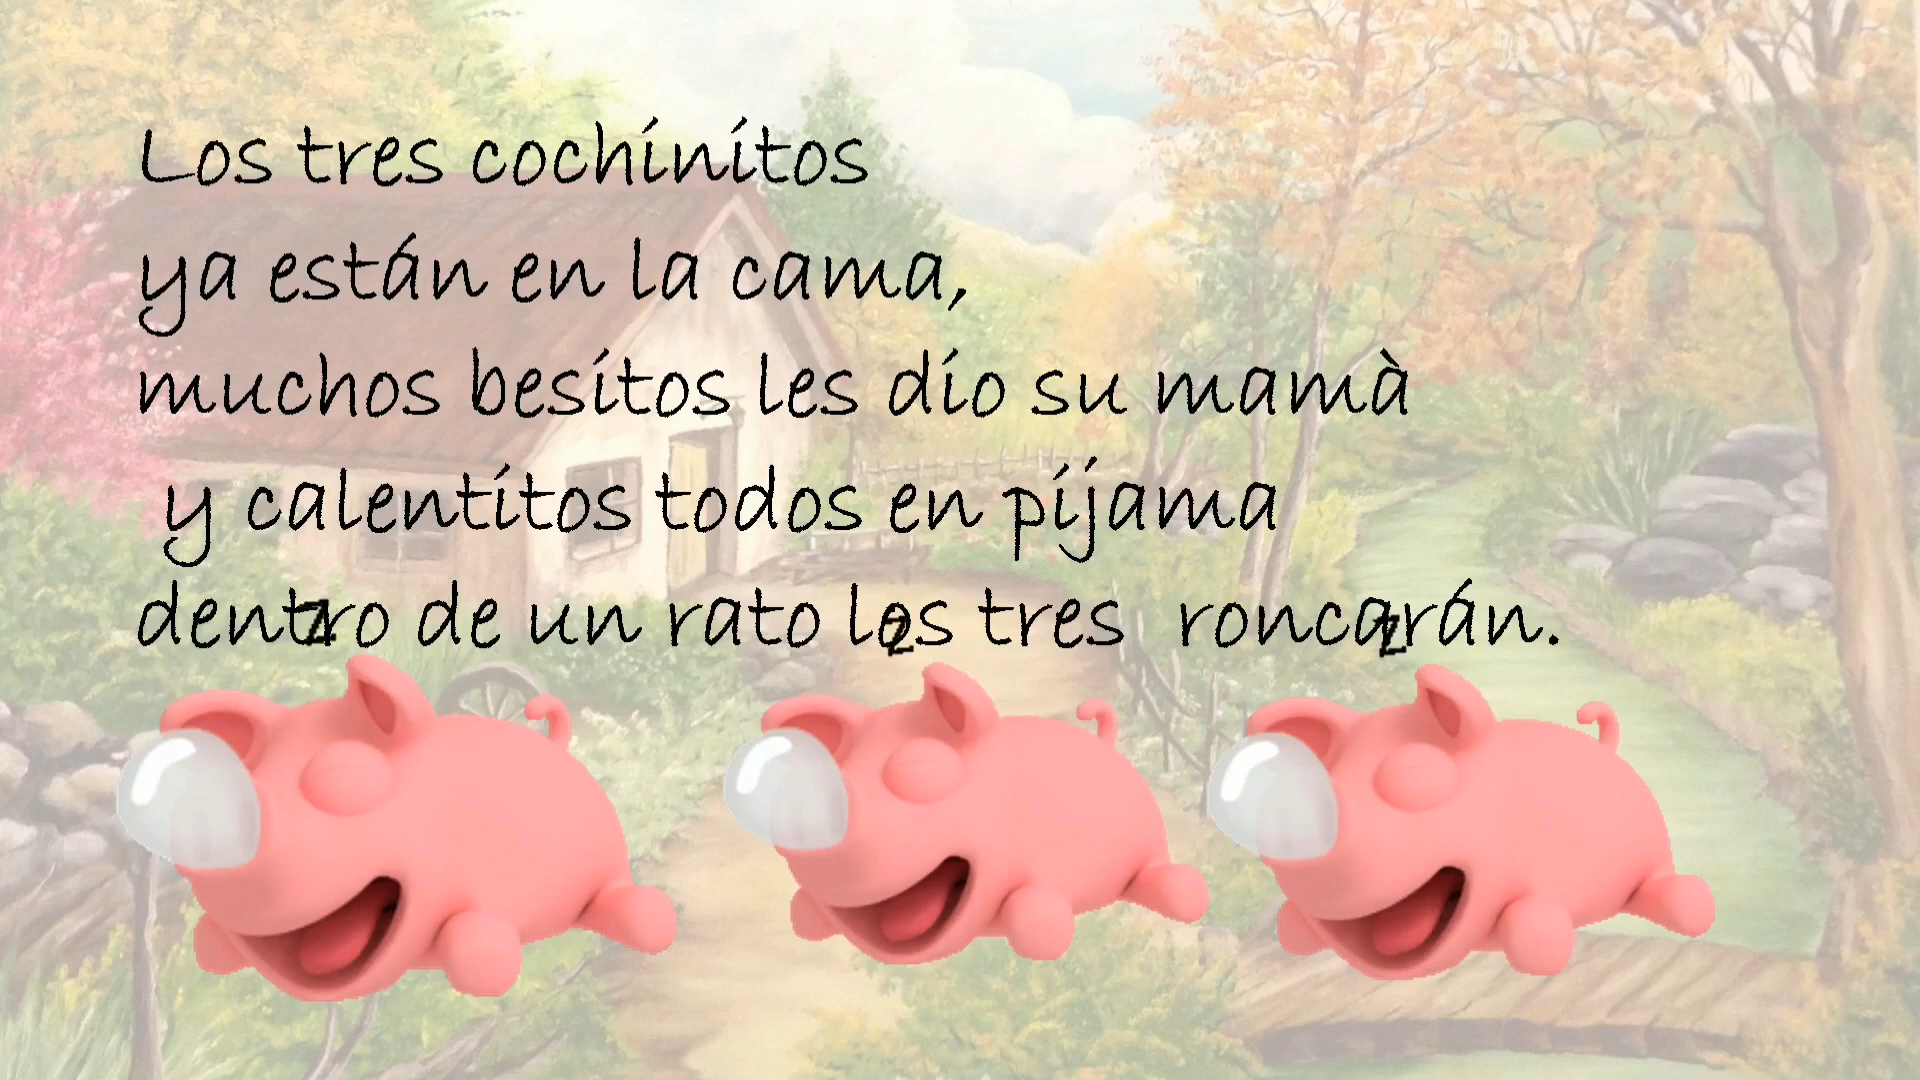 Los tres cochinitos
ya están en la cama,
muchos besitos les dio su mamà
y calentitos todos en pijama
dentro de un rato los tres roncarán.
z z z